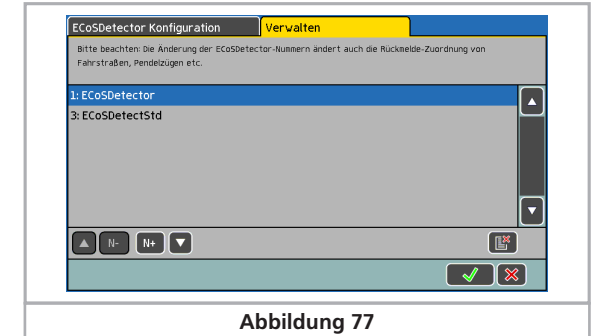 ECoSDetector Konfiguration
Verwalten
Bitte beachten: Die Änderung der ECoSDetector-Nummern ändert auch die Rückmelde-Zuordnung von
Fahrstraßen, Pendelzügen etc.
1: ECoSDetector
3: ECoSDetectStd
N-
N+
Abbildung 77